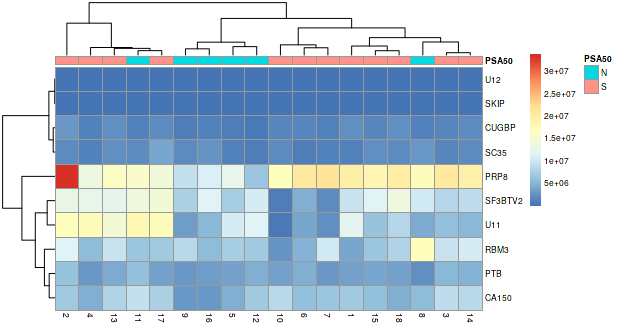 PSA50
U12
SKIP
CUGBP
SC35
PRP8
SF3BTV2
U11
RBM3
PTB
CA150
2 4 13 11 17 9 16 5 12 10 6 7 1 15 18 8 3 14
3e+07
2.5e+07
2e+07
1.5e+07
1e+07
5e+06
PSA50
N
S